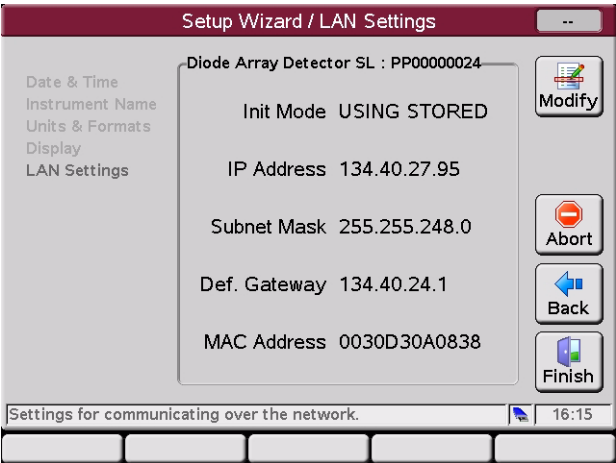 Setup Wizard / LAN Settings
--
Date & Time
Instrument Name
Units & Formats
Display
LAN Settings
Diode Array Detector SL : PP00000024
Init Mode USING STORED
IP Address 134.40.27.95
Subnet Mask 255.255.248.0
Def. Gateway 134.40.24.1
MAC Address 0030D30A0838
Modify
Abort
Back
Finish
Settings for communicating over the network.
16:15